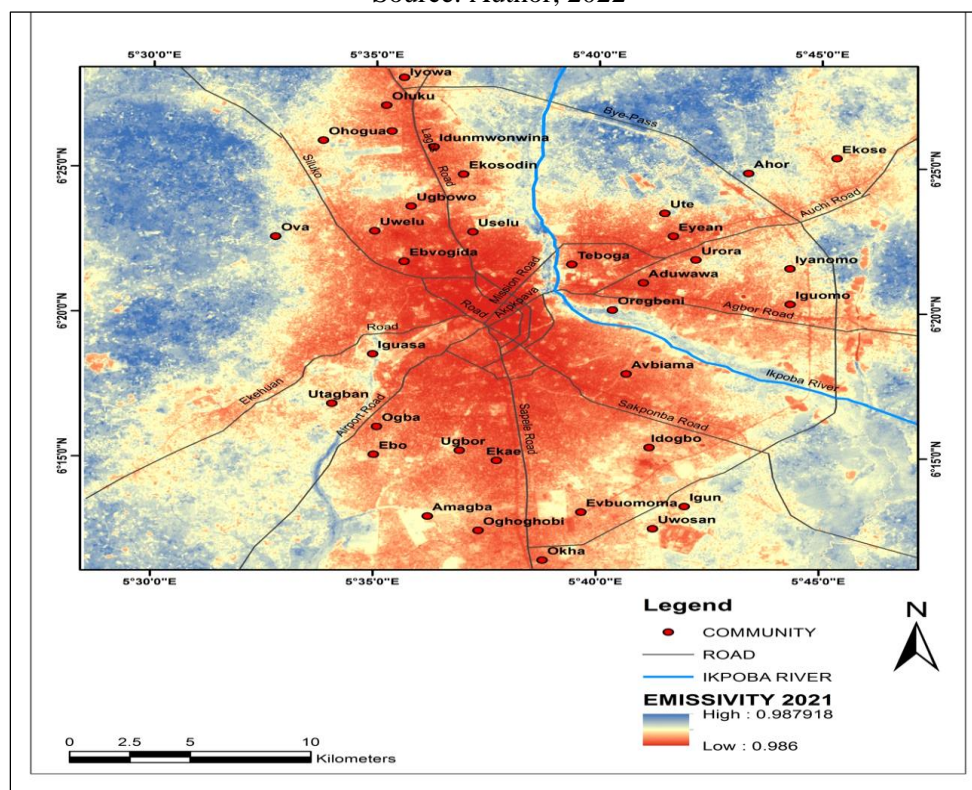 Source: Author, 2022
5°30'0"E 5°35'0"E 5°40'0"E 5°45'0"E
Iyowa
Oluku
Bye-Pass
Ohogua
Lagos Road
Idunmwonwina
Ekose
6°25'0"N
Siluko
Ekosodin
Ahor
6°25'0"N
Auchi Road
Ugbowo
Ute
Ova
Uwelu
Uselu
Eyean
Ebvogida
Teboga
Urora
Iyanomo
Mission Road
Aduwawa
Akpkpava
Oregbeni
Iguomo
6°20'0"N
Road
Road
Agbor Road
6°20'0"N
Iguasa
Avbiama
Ikpoba River
Ekehuan
Utagban
Airport Road
Sapele Road
Sakponba Road
Ogba
Ebo
Ugbor
Ekae
Idogbo
6°15'0"N
6°15'0"N
Amagba
Evbuomoma
Igun
Oghoghobi
Uwosan
Okha
5°30'0"E 5°35'0"E 5°40'0"E 5°45'0"E
Legend
COMMUNITY
ROAD
IKPOBA RIVER
EMISSIVITY 2021
High : 0.987918
Low : 0.986
N
0 2.5 5 10
Kilometers